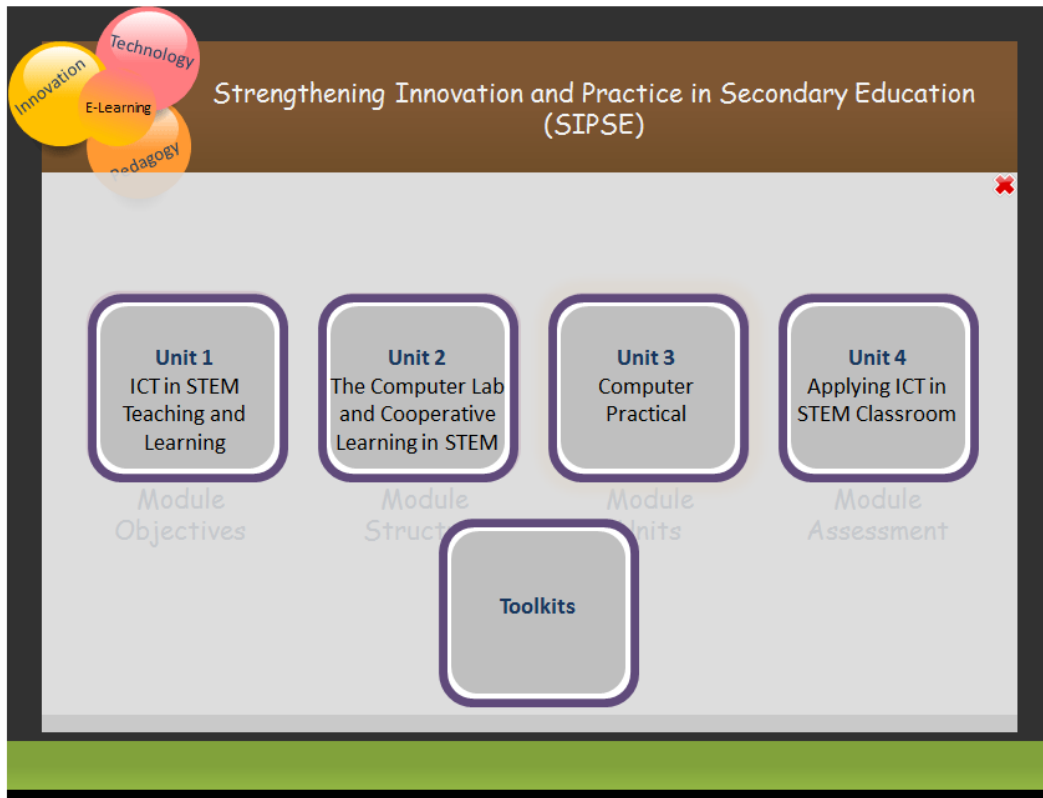 Technology
Innovation
E-Learning
Pedagogy
Strengthening Innovation and Practice in Secondary Education
(SIPSE)
Unit 1
ICT in STEM
Teaching and
Learning
Unit 2
The Computer Lab
and Cooperative
Learning in STEM
Unit 3
Computer
Practical
Unit 4
Applying ICT in
STEM Classroom
Module
Objectives
Module
Module
Module
Assessment
Toolkits